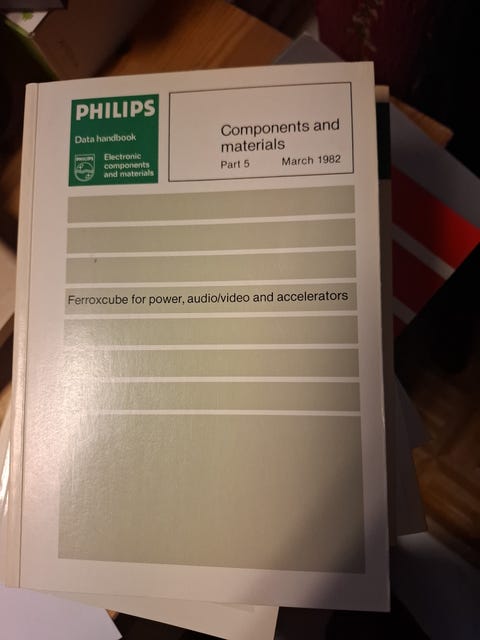 PHILIPS
Data handbook
PHILIPS
Electronic
components
and materials
Components and
materials
Part 5 March 1982
Ferroxcube for power, audio/video and accelerators